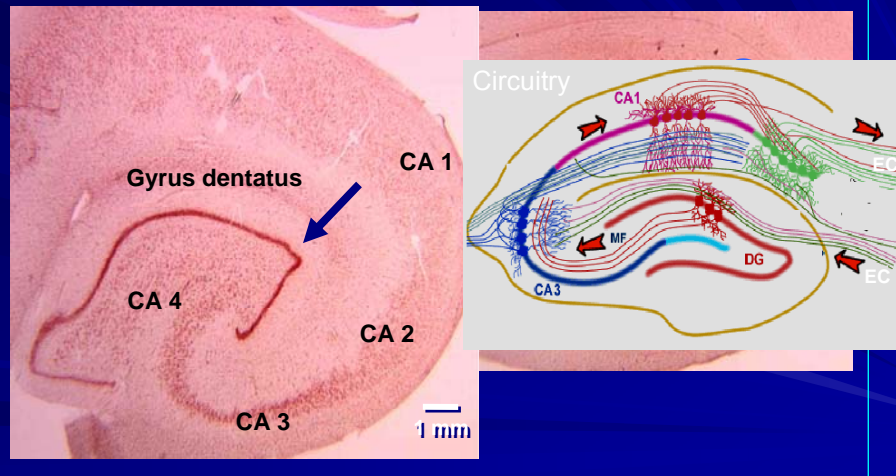 CA 1
Gyrus dentatus
CA 4
CA 2
CA 3
1 mm
Circuitry
CA1
EC
MF
DG
EC
CA3